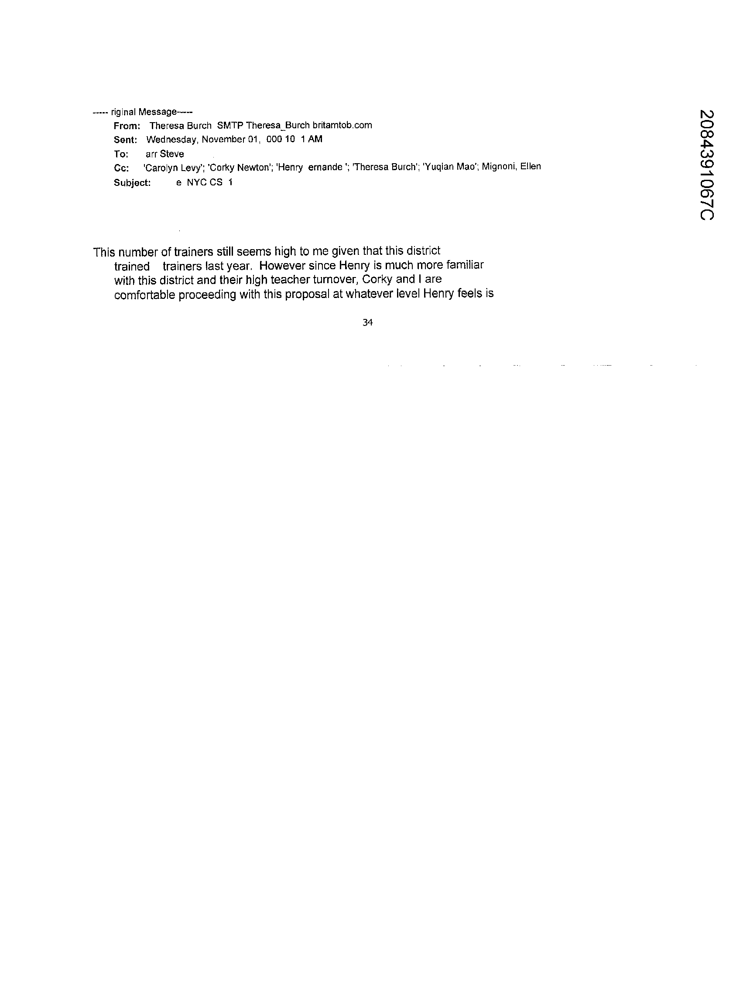 ----- riginal Message-----
From: Theresa Burch SMTP Theresa_Burch britamtob.com
Sent: Wednesday, November 01, 000 10 1 AM
To: arr Steve
Cc: 'Carolyn Levy'; 'Corky Newton'; 'Henry ernande '; 'Theresa Burch'; 'Yuqian Mao'; Mignoni, Ellen
Subject: e NYC CS 1
This number of trainers still seems high to me given that this district
trained trainers last year. However since Henry is much more familiar
with this district and their high teacher turnover, Corky and I are
comfortable proceeding with this proposal at whatever level Henry feels is
34
2084391067C